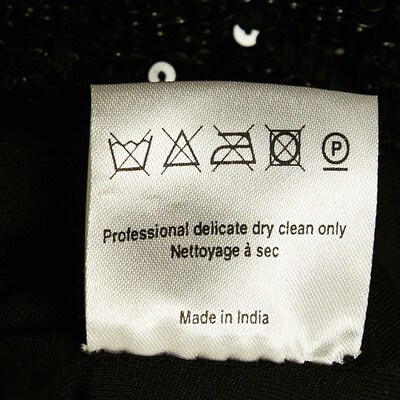 P
Professional delicate dry clean only
Nettoyage à sec
Made in India